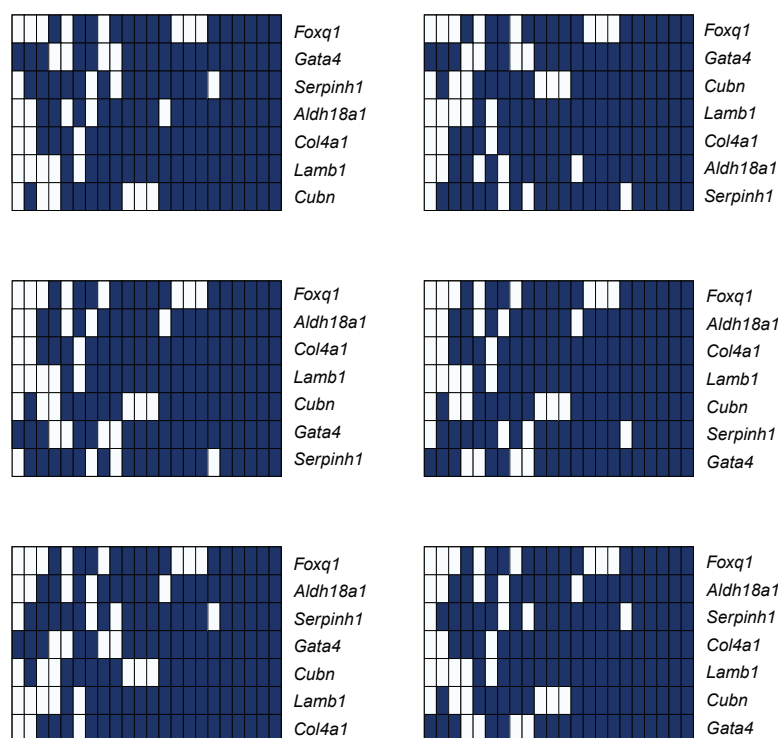 Foxq1
Gata4
Serpinh1
Aldh18a1
Col4a1
Lamb1
Cubn
Foxq1
Gata4
Cubn
Lamb1
Col4a1
Aldh18a1
Serpinh1
Foxq1
Aldh18a1
Col4a1
Lamb1
Cubn
Gata4
Serpinh1
Foxq1
Aldh18a1
Col4a1
Lamb1
Cubn
Serpinh1
Gata4
Foxq1
Aldh18a1
Serpinh1
Gata4
Cubn
Lamb1
Col4a1
Foxq1
Aldh18a1
Serpinh1
Col4a1
Lamb1
Cubn
Gata4